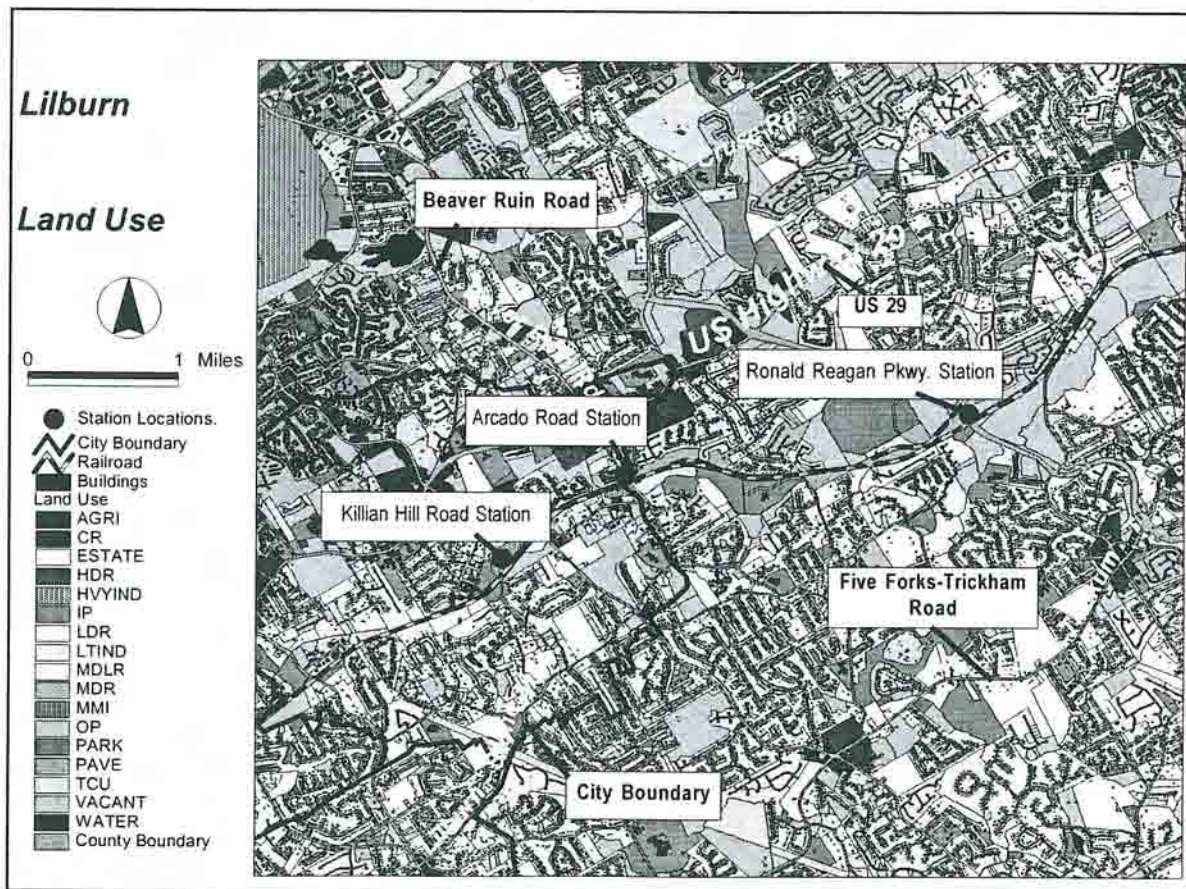 Lilburn
Land Use
0 1 Miles
Station Locations.
City Boundary
Railroad
Buildings
Land Use
AGRI
CR
ESTATE
HDR
HVYIND
IP
LDR
LTIND
MDLR
MDR
MMI
OP
PARK
PAVE
TCU
VACANT
WATER
County Boundary
Beaver Ruin Road
29
US 29
US High
Ronald Reagan Pkwy. Station
Arcado Road Station
Killian Hill Road Station
Five Forks-Trickham
Road
City Boundary